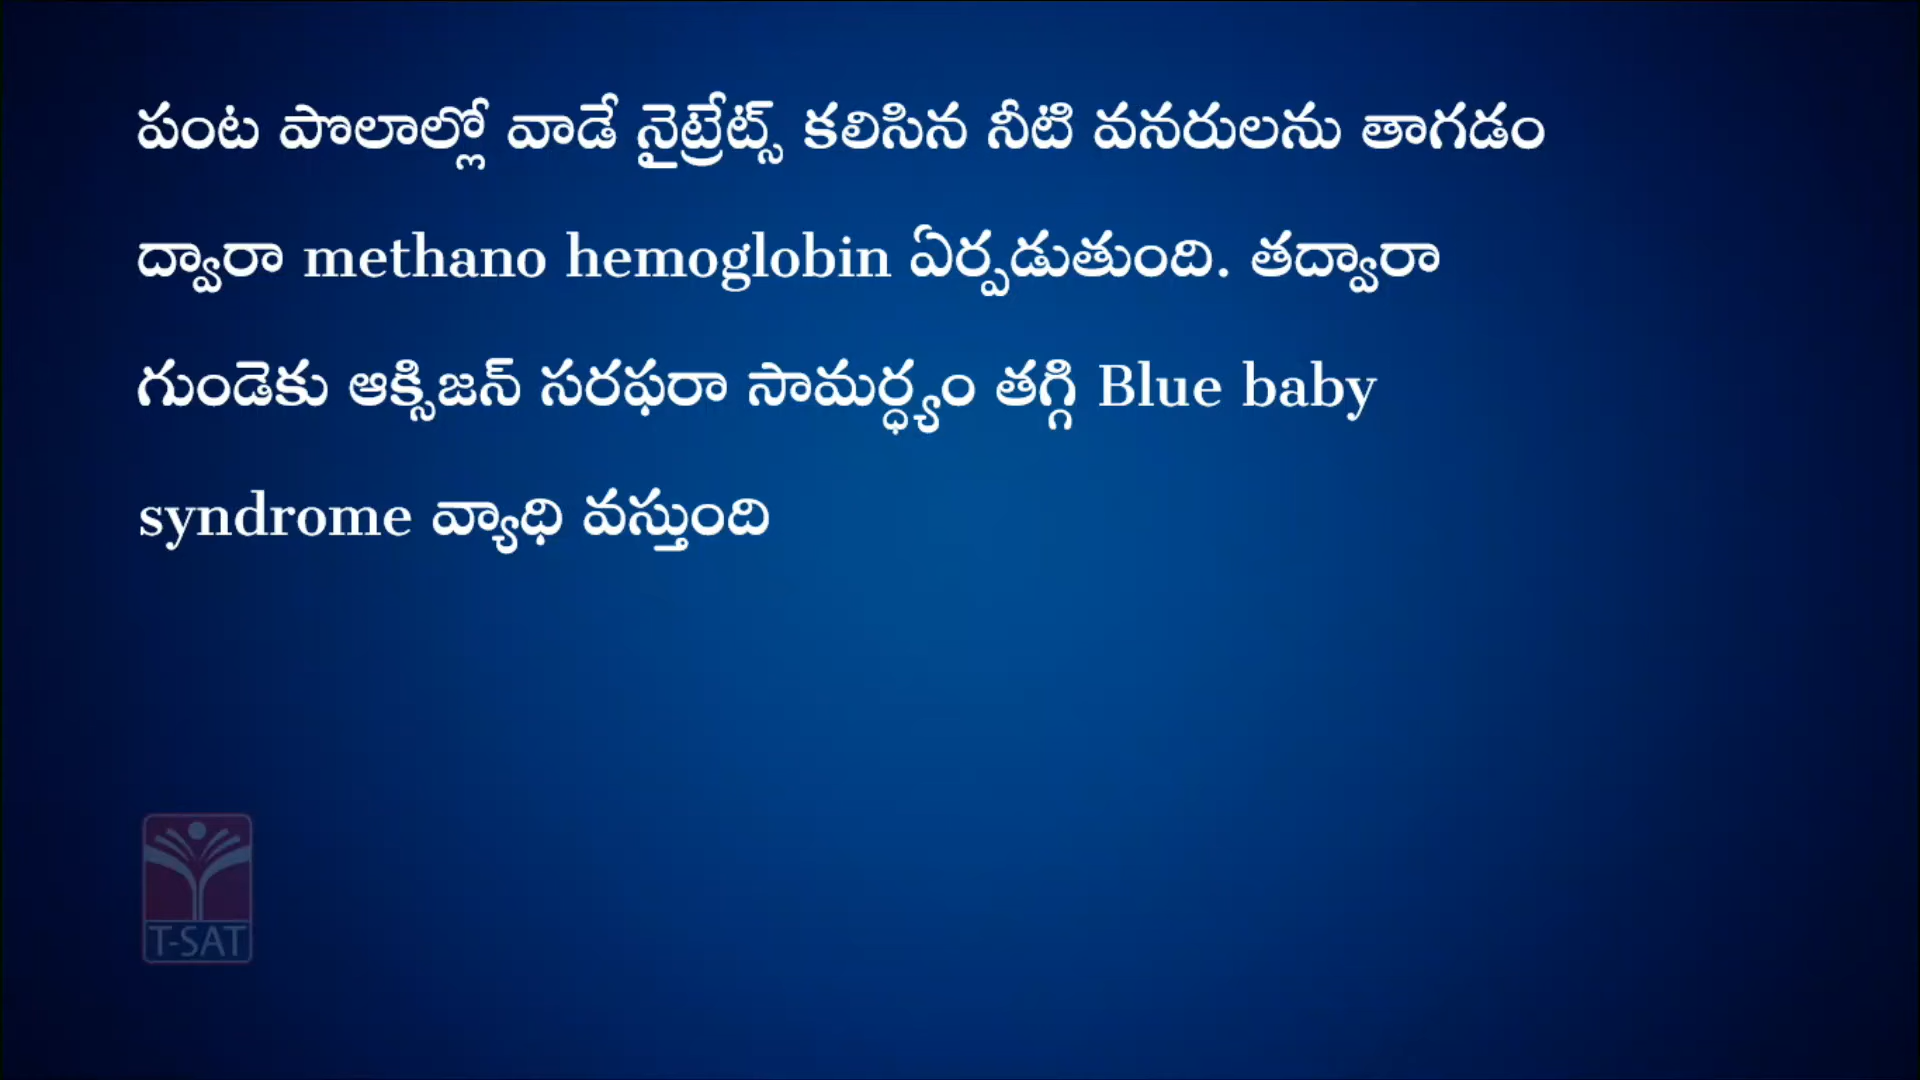 పంట పొలాల్లో వాడే నైట్రేట్స్ కలిసిన నీటి వనరులను తాగడం
ద్వారా methano hemoglobin ఏర్పడుతుంది. తద్వారా
గుండెకు ఆక్సిజన్ సరఫరా సామర్ధ్యం తగ్గి Blue baby
syndrome వ్యాధి వస్తుంది
T-SAT